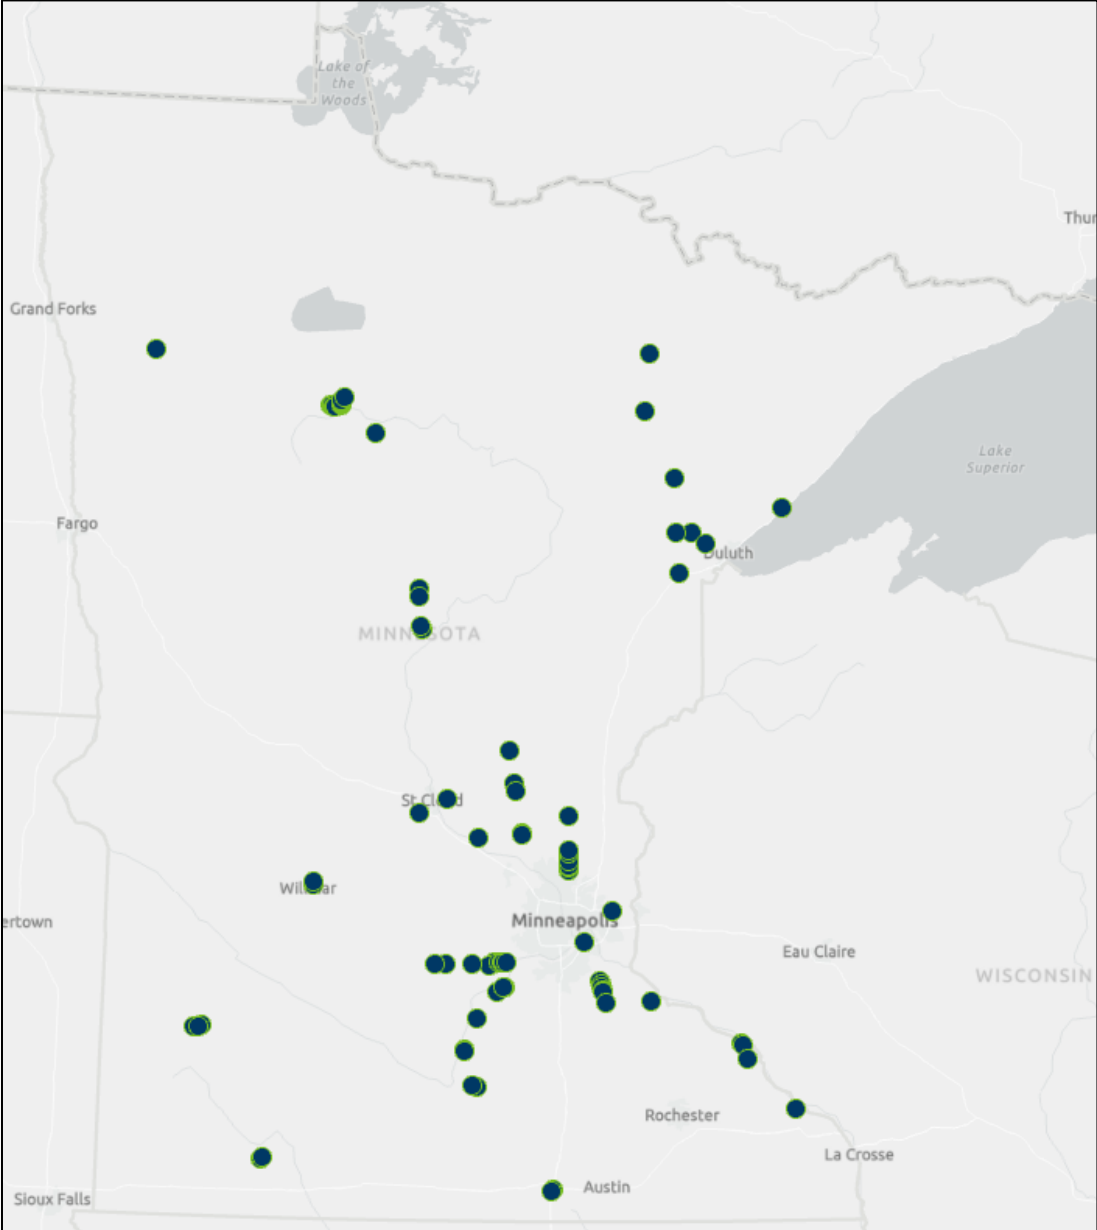 Lake of
the
Woods
Thur
Grand Forks
Lake
Superior
Fargo
Duluth
MINNESOTA
St Cloud
Willmar
Minneapolis
ertown
Eau Claire
WISCONSIN
Rochester
La Crosse
Austin
Sioux Falls